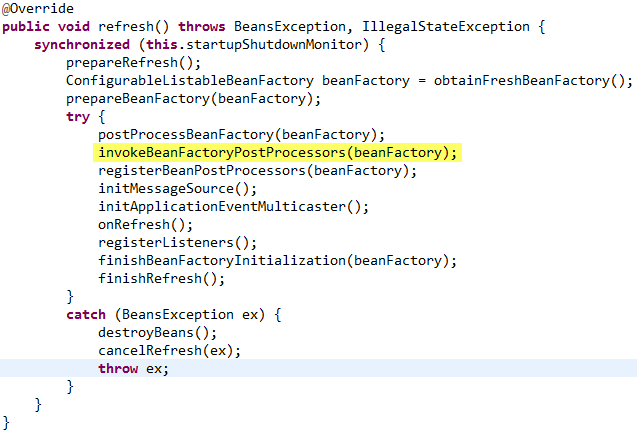 @Override
public void refresh() throws BeansException, IllegalStateException {
    synchronized (this.startupShutdownMonitor) {
        prepareRefresh();
        ConfigurableListableBeanFactory beanFactory = obtainFreshBeanFactory();
        prepareBeanFactory(beanFactory);
        try {
            postProcessBeanFactory(beanFactory);
            invokeBeanFactoryPostProcessors(beanFactory);
            registerBeanPostProcessors(beanFactory);
            initMessageSource();
            initApplicationEventMulticaster();
            onRefresh();
            registerListeners();
            finishBeanFactoryInitialization(beanFactory);
            finishRefresh();
        }
        catch (BeansException ex) {
            destroyBeans();
            cancelRefresh(ex);
            throw ex;
        }
    }
}